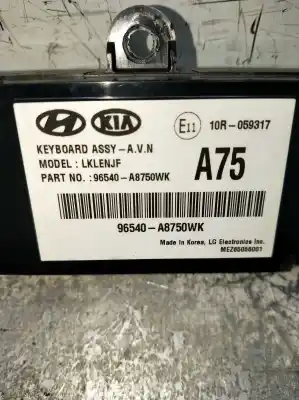 KIA
E11 10R-059317
KEYBOARD ASSY-A.V.N
MODEL : LKLENJF
PART NO. : 96540-A8750WK
A75
96540-A8750WK
Made in Korea, LG Electronics Inc.
MEZ65056001